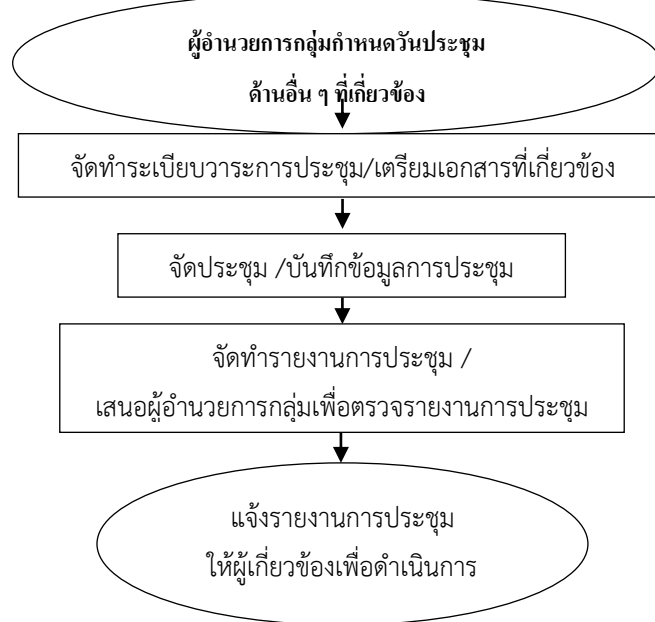 ผู้อำนวยการกลุ่มกำหนดวันประชุม
ด้านอื่น ๆ ที่เกี่ยวข้อง
จัดทำระเบียบวาระการประชุม/เตรียมเอกสารที่เกี่ยวข้อง
จัดประชุม /บันทึกข้อมูลการประชุม
จัดทำรายงานการประชุม /
เสนอผู้อำนวยการกลุ่มเพื่อตรวจรายงานการประชุม
แจ้งรายงานการประชุม
ให้ผู้เกี่ยวข้องเพื่อดำเนินการ